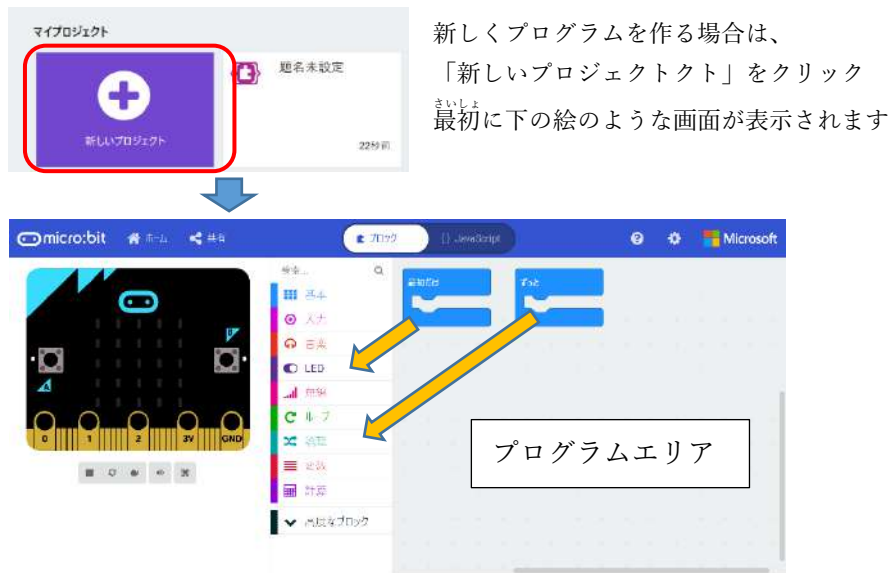 マイプロジェクト
新しいプロジェクト
題名未設定
22秒前
新しくプログラムを作る場合は、
「新しいプロジェクトクト」をクリック
さいしょ
最初に下の絵のような画面が表示されます
micro:bit ホーム 共有 ブロック {} JavaScript Microsoft
検索...
基本
入力
音楽
LED
無線
ループ
論理
変数
計算
高度なブロック
最初だけ
ずっと
A
B
0 1 2 3V GND
プログラムエリア